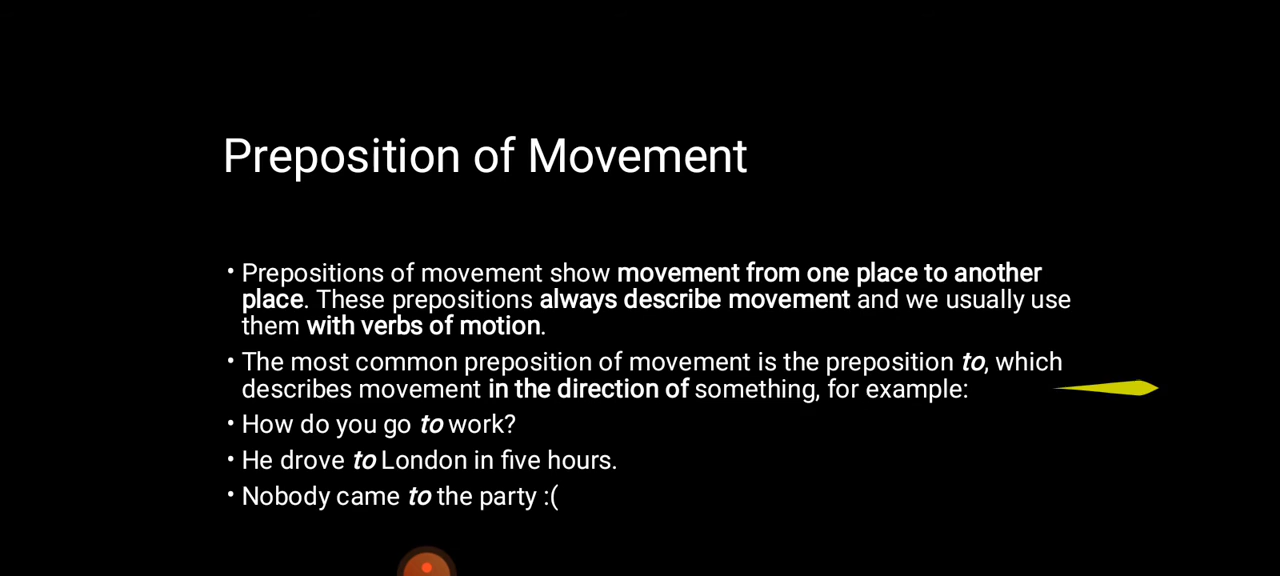 Preposition of Movement
• Prepositions of movement show movement from one place to another
place. These prepositions always describe movement and we usually use
them with verbs of motion.
• The most common preposition of movement is the preposition to, which
describes movement in the direction of something, for example:
• How do you go to work?
• He drove to London in five hours.
• Nobody came to the party :(